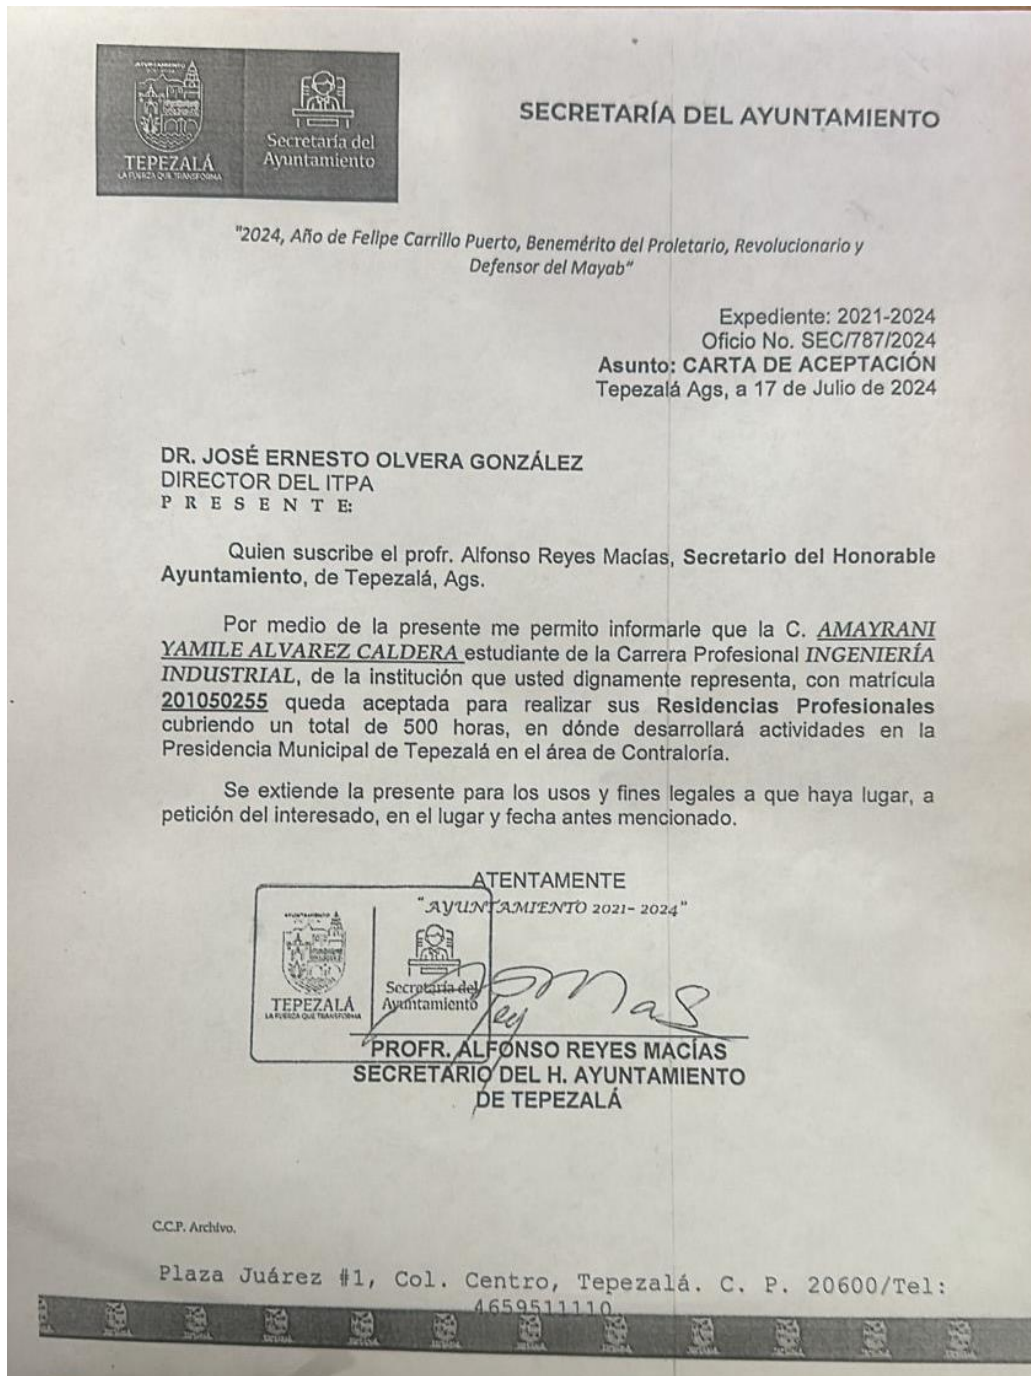 AYUNTAMIENTO
TEPEZALÁ
LA FUERZA QUE TRANSFORMA
Secretaría del
Ayuntamiento
SECRETARÍA DEL AYUNTAMIENTO
"2024, Año de Felipe Carrillo Puerto, Benemérito del Proletario, Revolucionario y
Defensor del Mayab"
Expediente: 2021-2024
Oficio No. SEC/787/2024
Asunto: CARTA DE ACEPTACIÓN
Tepezalá Ags, a 17 de Julio de 2024
DR. JOSÉ ERNESTO OLVERA GONZÁLEZ
DIRECTOR DEL ITPA
P R E S E N T E:
Quien suscribe el profr. Alfonso Reyes Macías, Secretario del Honorable
Ayuntamiento, de Tepezalá, Ags.
Por medio de la presente me permito informarle que la C. AMAYRANI
YAMILE ALVAREZ CALDERA estudiante de la Carrera Profesional INGENIERÍA
INDUSTRIAL, de la institución que usted dignamente representa, con matrícula
201050255 queda aceptada para realizar sus Residencias Profesionales
cubriendo un total de 500 horas, en dónde desarrollará actividades en la
Presidencia Municipal de Tepezalá en el área de Contraloría.
Se extiende la presente para los usos y fines legales a que haya lugar, a
petición del interesado, en el lugar y fecha antes mencionado.
ATENTAMENTE
"AYUNTAMIENTO 2021- 2024"
AYUNTAMIENTO
TEPEZALÁ
LA FUERZA QUE TRANSFORMA
Secretaría del
Ayuntamiento
PROFR. ALFONSO REYES MACÍAS
SECRETARIO DEL H. AYUNTAMIENTO
DE TEPEZALÁ
C.C.P. Archivo.
Plaza Juárez #1, Col. Centro, Tepezalá. C. P. 20600/Tel:
4659511110